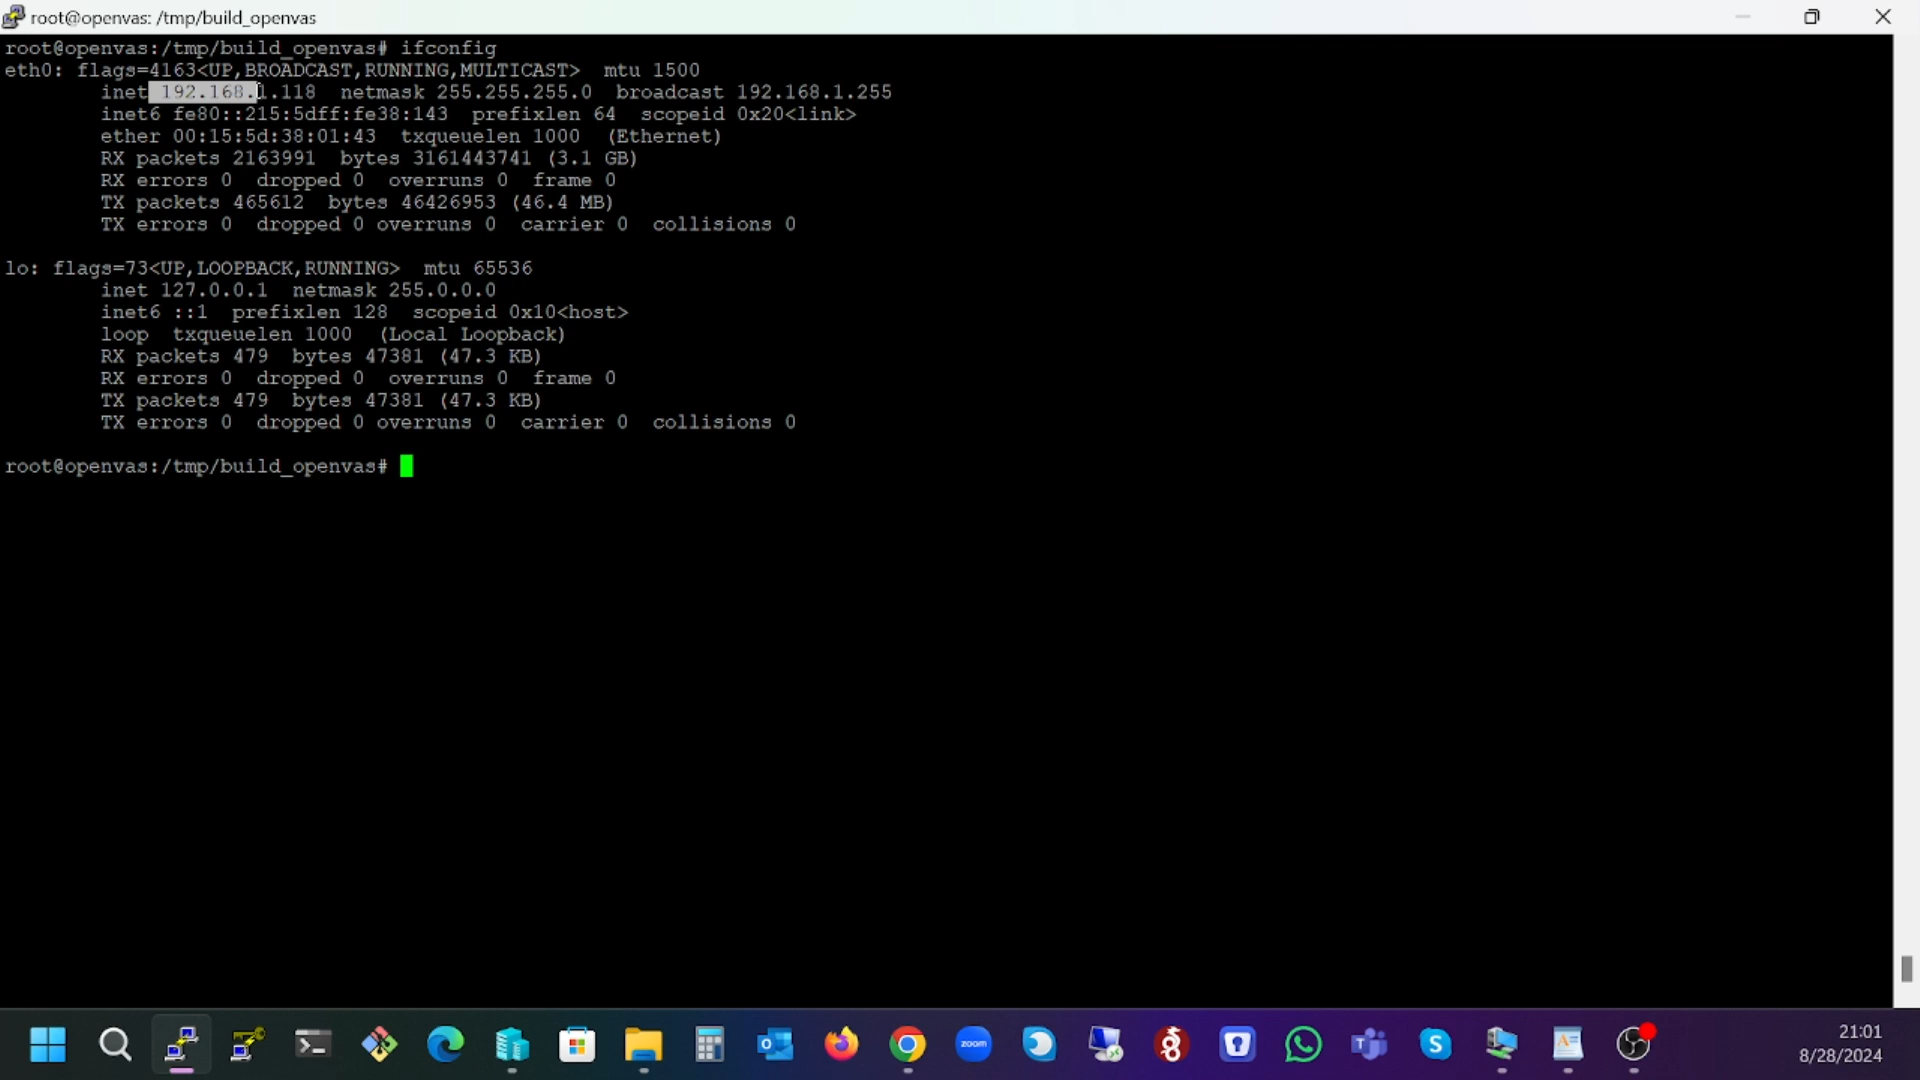 root@openvas: /tmp/build_openvas
root@openvas:/tmp/build_openvas# ifconfig
eth0: flags=4163<UP,BROADCAST,RUNNING,MULTICAST>  mtu 1500
        inet 192.168.1.118  netmask 255.255.255.0  broadcast 192.168.1.255
        inet6 fe80::215:5dff:fe38:143  prefixlen 64  scopeid 0x20<link>
        ether 00:15:5d:38:01:43  txqueuelen 1000  (Ethernet)
        RX packets 2163991  bytes 3161443741 (3.1 GB)
        RX errors 0  dropped 0  overruns 0  frame 0
        TX packets 465612  bytes 46426953 (46.4 MB)
        TX errors 0  dropped 0 overruns 0  carrier 0  collisions 0
lo: flags=73<UP,LOOPBACK,RUNNING>  mtu 65536
        inet 127.0.0.1  netmask 255.0.0.0
        inet6 ::1  prefixlen 128  scopeid 0x10<host>
        loop  txqueuelen 1000  (Local Loopback)
        RX packets 479  bytes 47381 (47.3 KB)
        RX errors 0  dropped 0  overruns 0  frame 0
        TX packets 479  bytes 47381 (47.3 KB)
        TX errors 0  dropped 0 overruns 0  carrier 0  collisions 0
root@openvas:/tmp/build_openvas#
zoom
21:01
8/28/2024